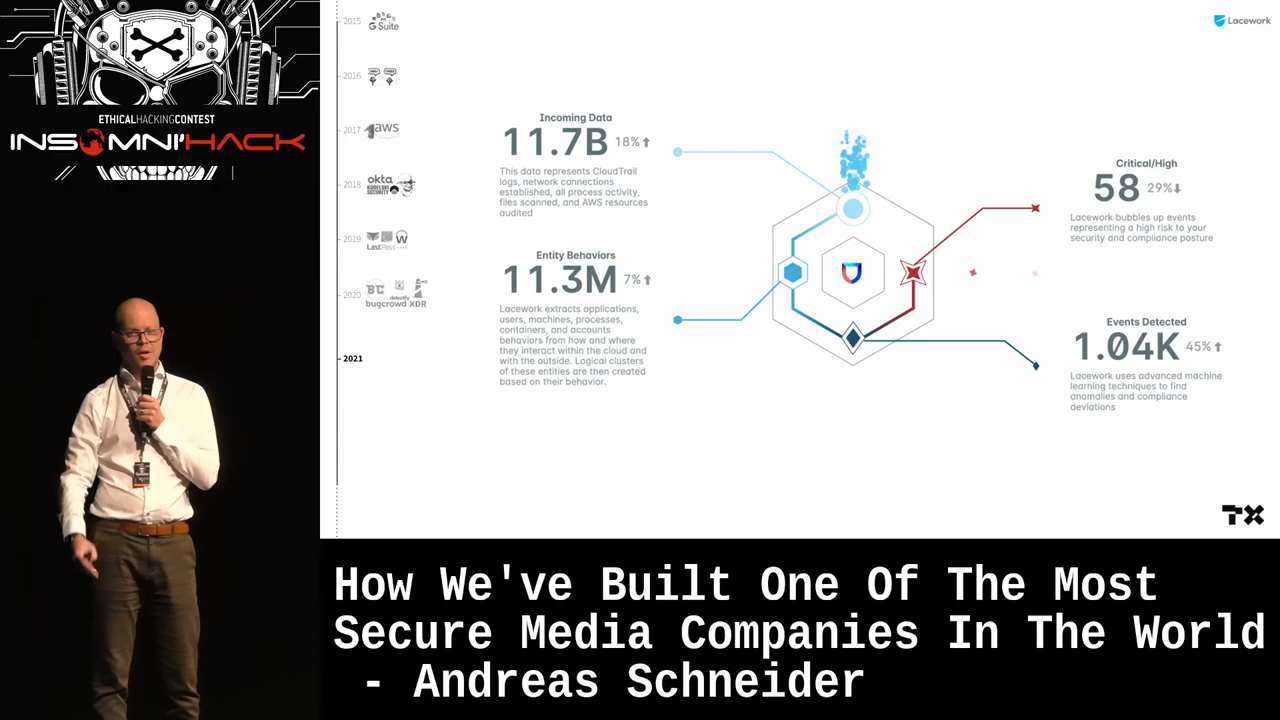 ETHICALHACKINGCONTEST
INSOMNI'HACK
2015
G Suite
2016
2017
aws
2018
okta
KUDELSKI
SECURITY
2019
W
LastPass
2020
detectify
bugcrowd XDR
2021
Lacework
Incoming Data
11.7B 18%
This data represents CloudTrail
logs, network connections
established, all process activity,
files scanned, and AWS resources
audited
Entity Behaviors
11.3M 7%
Lacework extracts applications,
users, machines, processes,
containers, and accounts
behaviors from how and where
they interact within the cloud and
with the outside. Logical clusters
of these entities are then created
based on their behavior.
Critical/High
58 29%
Lacework bubbles up events
representing a high risk to your
security and compliance posture
Events Detected
1.04K 45%
Lacework uses advanced machine
learning techniques to find
anomalies and compliance
deviations
TX
How We've Built One Of The Most
Secure Media Companies In The World
- Andreas Schneider